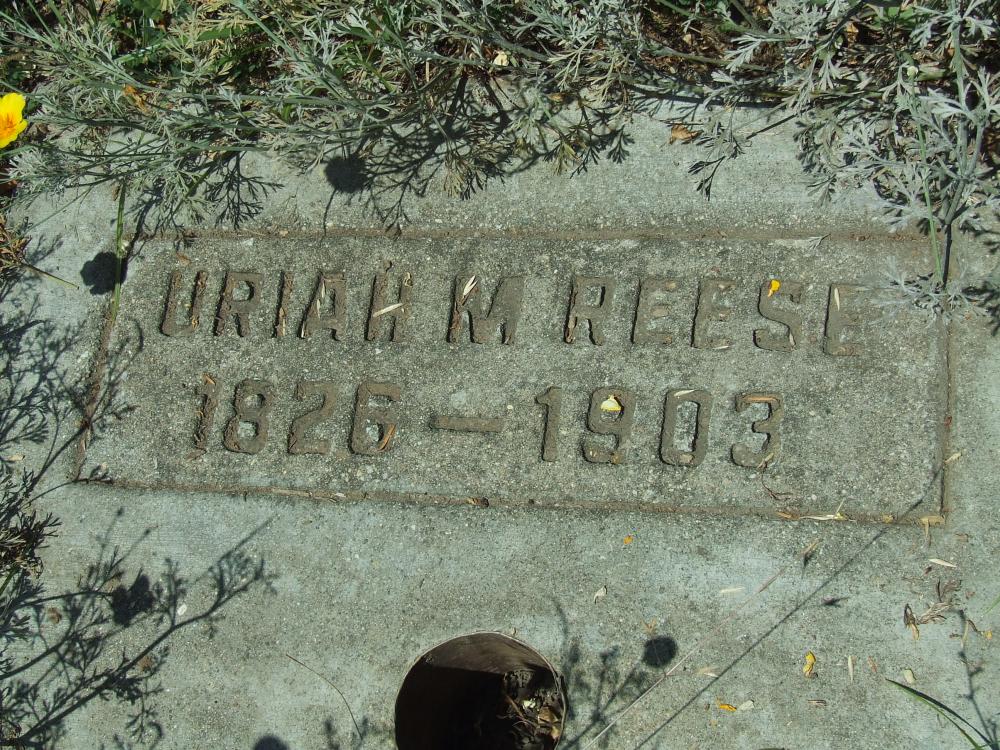 URIAH M REESE
1826 — 1903